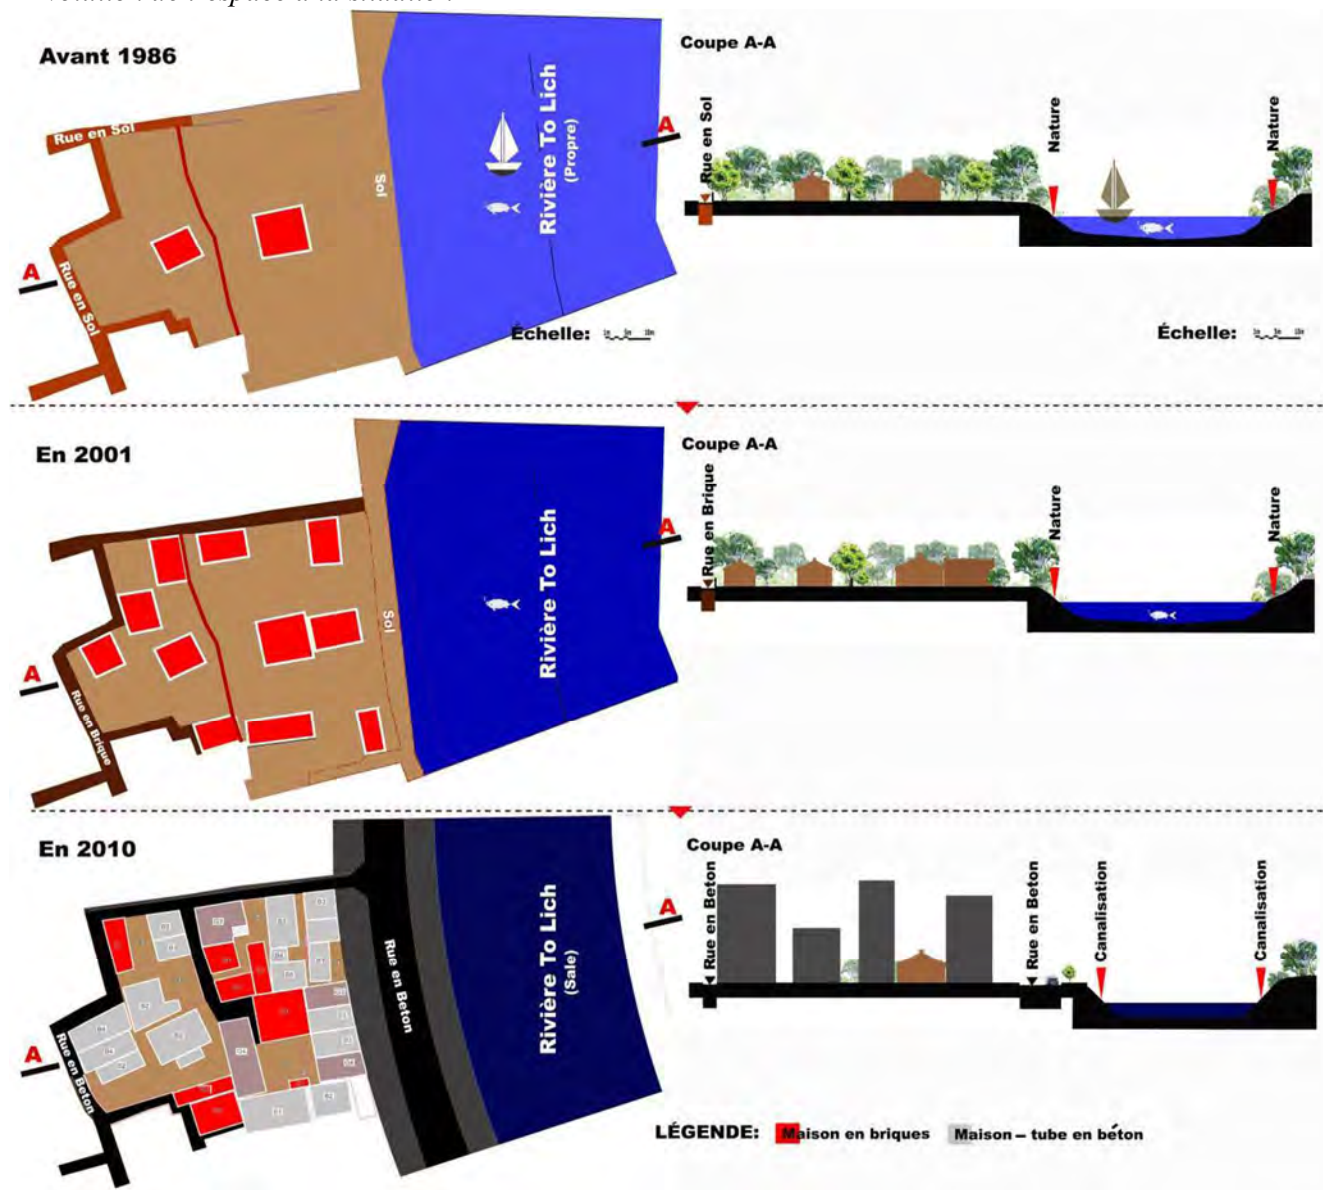 Avant 1986
Rue en Sol
Rue en Sol
Sol
Rivière To Lich
(Propre)
A
A
Échelle:
Coupe A-A
Rue en Sol
Nature
Nature
Échelle:
En 2001
Rue en Brique
Sol
Rivière To Lich
A
A
Coupe A-A
Rue en Brique
Nature
Nature
En 2010
Rue en Beton
Rue en Beton
Rivière To Lich
(Sale)
A
A
Coupe A-A
Rue en Beton
Rue en Beton
Canalisation
Canalisation
LÉGENDE: Maison en briques Maison – tube en béton